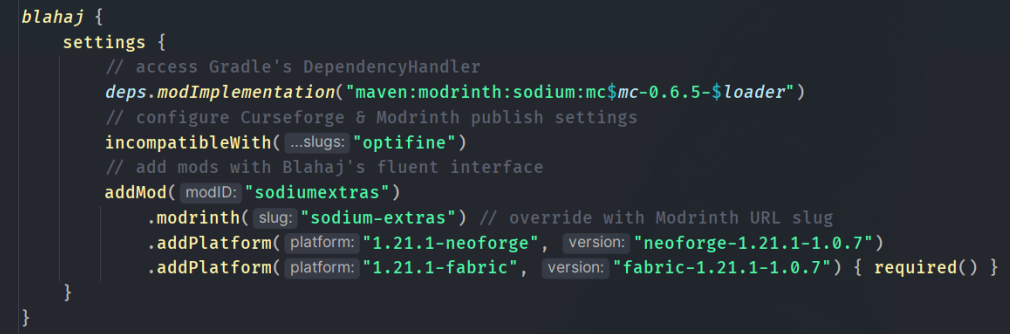 blahaj {
    settings {
        // access Gradle's DependencyHandler
        deps.modImplementation("maven:modrinth:sodium:mc$mc-0.6.5-$loader")
        // configure Curseforge & Modrinth publish settings
        incompatibleWith( ...slugs: "optifine")
        // add mods with Blahaj's fluent interface
        addMod( modID: "sodiumextras")
            .modrinth( slug: "sodium-extras") // override with Modrinth URL slug
            .addPlatform( platform: "1.21.1-neoforge", version: "neoforge-1.21.1-1.0.7")
            .addPlatform( platform: "1.21.1-fabric", version: "fabric-1.21.1-1.0.7") { required() }
    }
}